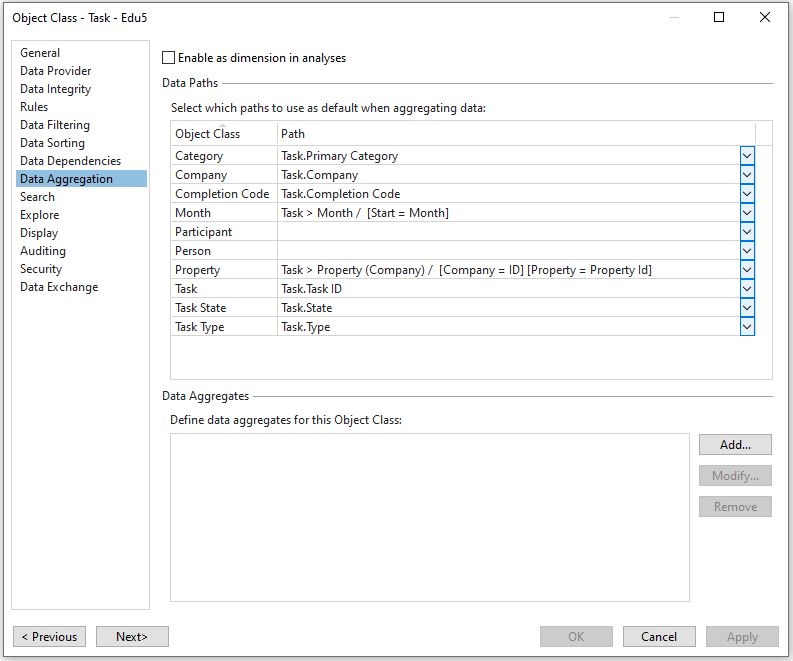 Object Class - Task - Edu5
General
Data Provider
Data Integrity
Rules
Data Filtering
Data Sorting
Data Dependencies
Data Aggregation
Search
Explore
Display
Auditing
Security
Data Exchange
Enable as dimension in analyses
Data Paths
Select which paths to use as default when aggregating data:
Object Class Path
Category Task.Primary Category
Company Task.Company
Completion Code Task.Completion Code
Month Task > Month / [Start = Month]
Participant
Person
Property Task > Property (Company) / [Company = ID] [Property = Property Id]
Task Task.Task ID
Task State Task.State
Task Type Task.Type
Data Aggregates
Define data aggregates for this Object Class:
Add...
Modify...
Remove
< Previous Next> OK Cancel Apply